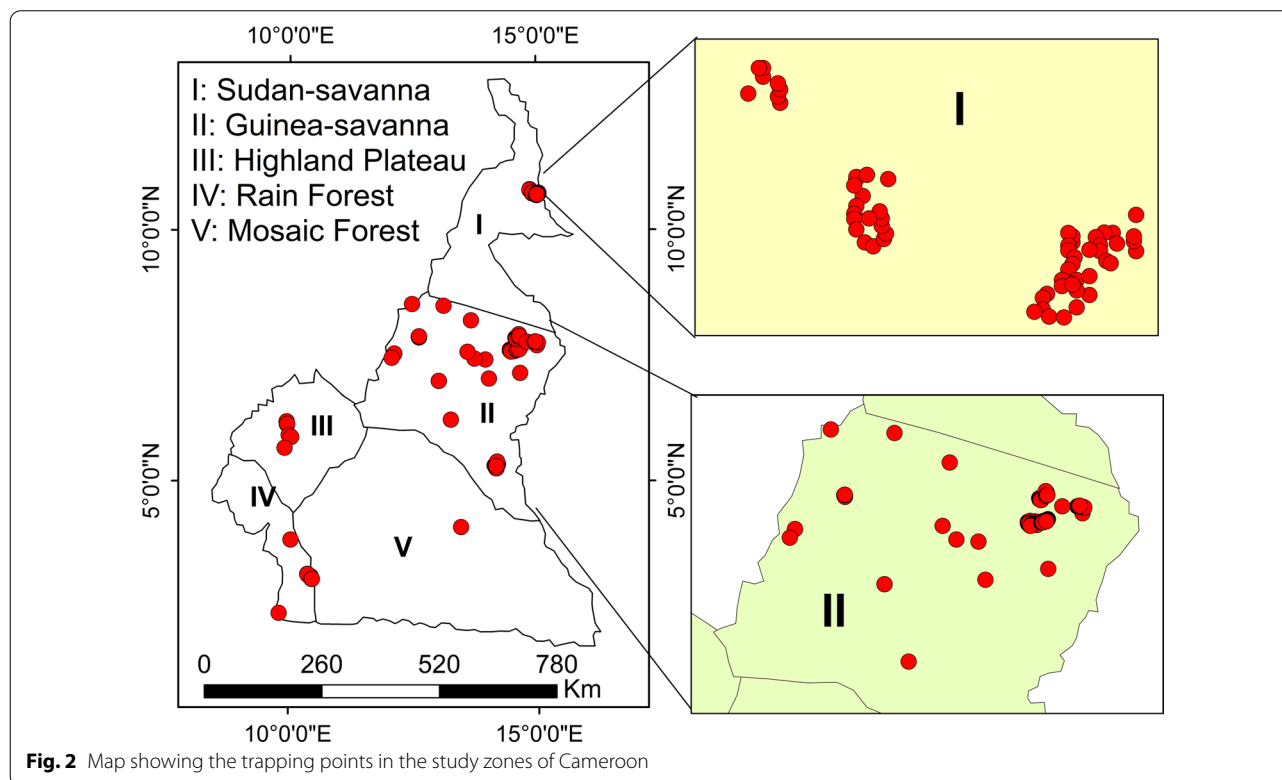 10°0'0"E
15°0'0"E
I: Sudan-savanna
II: Guinea-savanna
III: Highland Plateau
IV: Rain Forest
V: Mosaic Forest
10°0'0"N
10°0'0"N
I
I
II
III
5°0'0"N
5°0'0"N
IV
V
II
0
260
520
780
Km
10°0'0"E
15°0'0"E
Fig. 2 Map showing the trapping points in the study zones of Cameroon